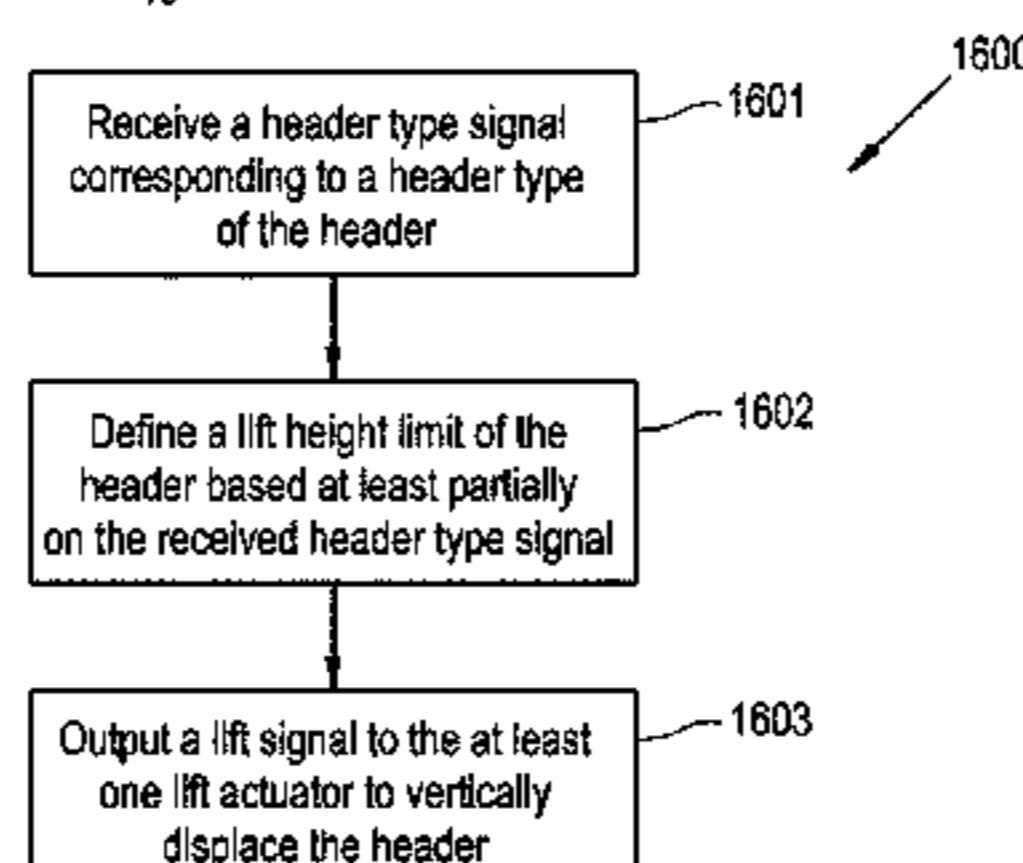 1600
Receive a header type signal
corresponding to a header type
of the header
1601
Define a lift height limit of the
header based at least partially
on the received header type signal
1602
Output a lift signal to the at least
one lift actuator to vertically
displace the header
1603